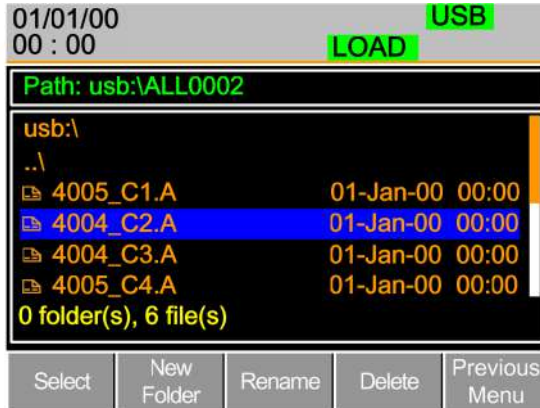 01/01/00 USB
00 : 00 LOAD
Path: usb:\ALL0002
usb:\
..\
4005_C1.A 01-Jan-00 00:00
4004_C2.A 01-Jan-00 00:00
4004_C3.A 01-Jan-00 00:00
4005_C4.A 01-Jan-00 00:00
0 folder(s), 6 file(s)
Select New Folder Rename Delete Previous Menu